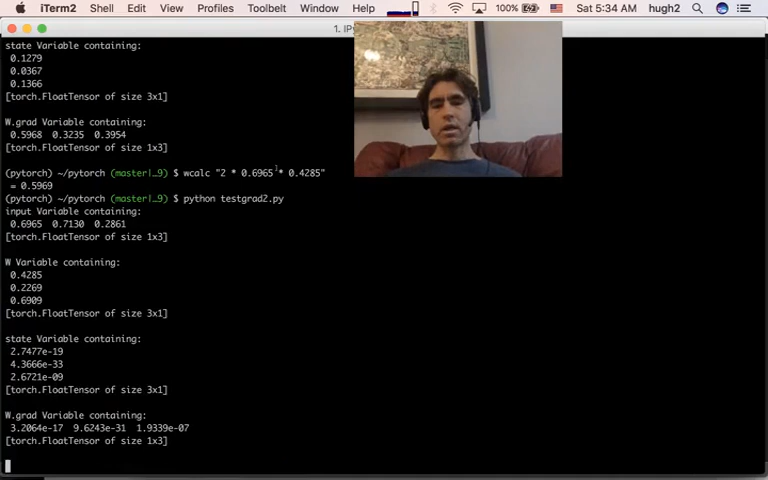 iTerm2 Shell Edit View Profiles Toolbelt Window Help 100% Sat 5:34 AM hugh2
1. IPy
state Variable containing:
0.1279
0.0367
0.1366
[torch.FloatTensor of size 3x1]
W.grad Variable containing:
0.5968 0.3235 0.3954
[torch.FloatTensor of size 1x3]
(pytorch) ~/pytorch (master|…9) $ wcalc "2 * 0.6965 * 0.4285"
= 0.5969
(pytorch) ~/pytorch (master|…9) $ python testgrad2.py
input Variable containing:
0.6965 0.7130 0.2861
[torch.FloatTensor of size 1x3]
W Variable containing:
0.4285
0.2269
0.6909
[torch.FloatTensor of size 3x1]
state Variable containing:
2.7477e-19
4.3666e-33
2.6721e-09
[torch.FloatTensor of size 3x1]
W.grad Variable containing:
3.2064e-17 9.6243e-31 1.9339e-07
[torch.FloatTensor of size 1x3]